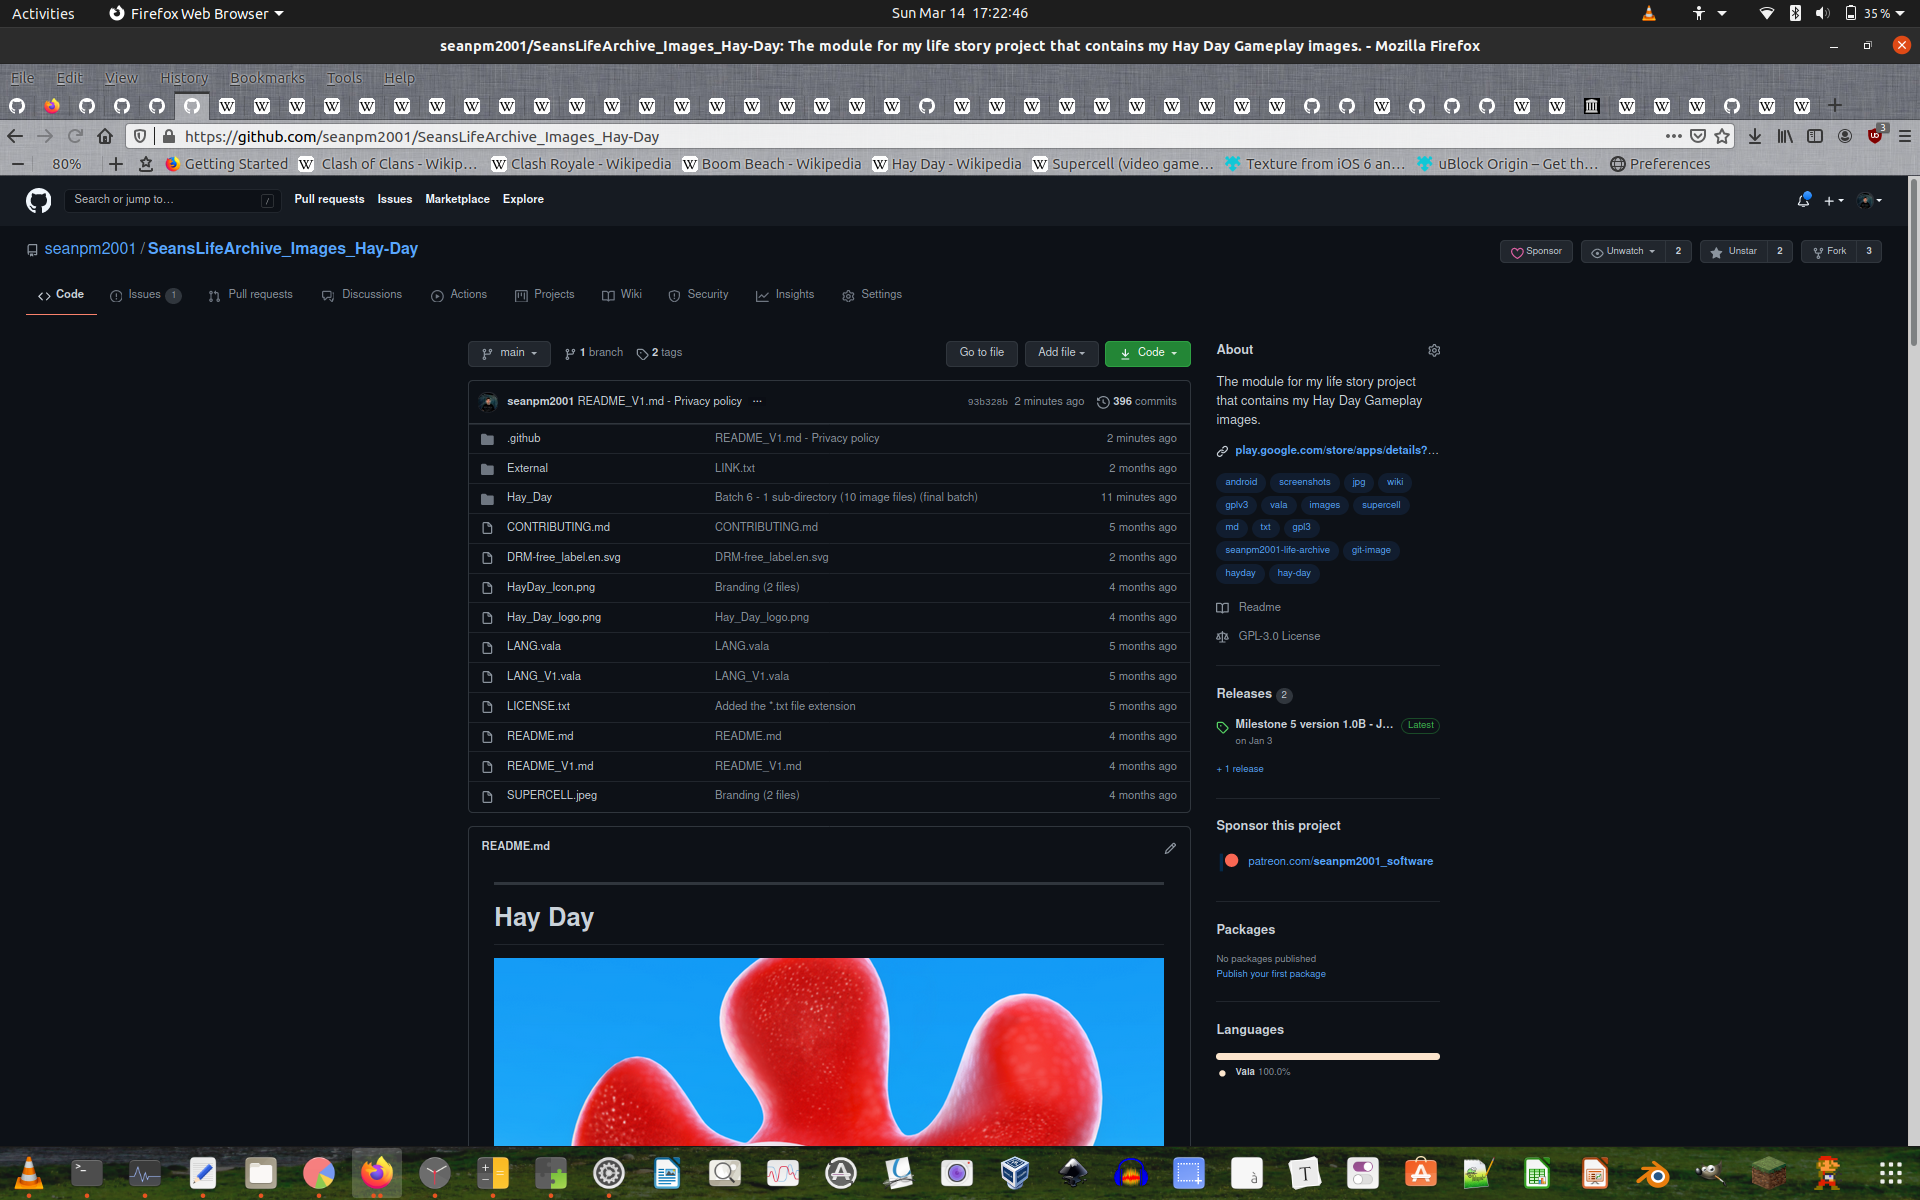 Activities Firefox Web Browser Sun Mar 14 17:22:46 35 %
seanpm2001/SeansLifeArchive_Images_Hay-Day: The module for my life story project that contains my Hay Day Gameplay images. - Mozilla Firefox
File Edit View History Bookmarks Tools Help
https://github.com/seanpm2001/SeansLifeArchive_Images_Hay-Day 3
80% Getting Started Clash of Clans - Wikip… Clash Royale - Wikipedia Boom Beach - Wikipedia Hay Day - Wikipedia Supercell (video game… Texture from iOS 6 an… uBlock Origin – Get th… Preferences
Search or jump to… / Pull requests Issues Marketplace Explore
seanpm2001 / SeansLifeArchive_Images_Hay-Day Sponsor Unwatch 2 Unstar 2 Fork 3
Code Issues 1 Pull requests Discussions Actions Projects Wiki Security Insights Settings
main 1 branch 2 tags Go to file Add file Code
seanpm2001 README_V1.md - Privacy policy ... 93b328b 2 minutes ago 396 commits
.github README_V1.md - Privacy policy 2 minutes ago
External LINK.txt 2 months ago
Hay_Day Batch 6 - 1 sub-directory (10 image files) (final batch) 11 minutes ago
CONTRIBUTING.md CONTRIBUTING.md 5 months ago
DRM-free_label.en.svg DRM-free_label.en.svg 2 months ago
HayDay_Icon.png Branding (2 files) 4 months ago
Hay_Day_logo.png Hay_Day_logo.png 4 months ago
LANG.vala LANG.vala 5 months ago
LANG_V1.vala LANG_V1.vala 5 months ago
LICENSE.txt Added the *.txt file extension 5 months ago
README.md README.md 4 months ago
README_V1.md README_V1.md 4 months ago
SUPERCELL.jpeg Branding (2 files) 4 months ago
README.md
Hay Day
About
The module for my life story project
that contains my Hay Day Gameplay
images.
play.google.com/store/apps/details?…
android screenshots jpg wiki
gplv3 vala images supercell
md txt gpl3
seanpm2001-life-archive git-image
hayday hay-day
Readme
GPL-3.0 License
Releases 2
Milestone 5 version 1.0B - J… Latest
on Jan 3
+ 1 release
Sponsor this project
patreon.com/seanpm2001_software
Packages
No packages published
Publish your first package
Languages
Vala 100.0%